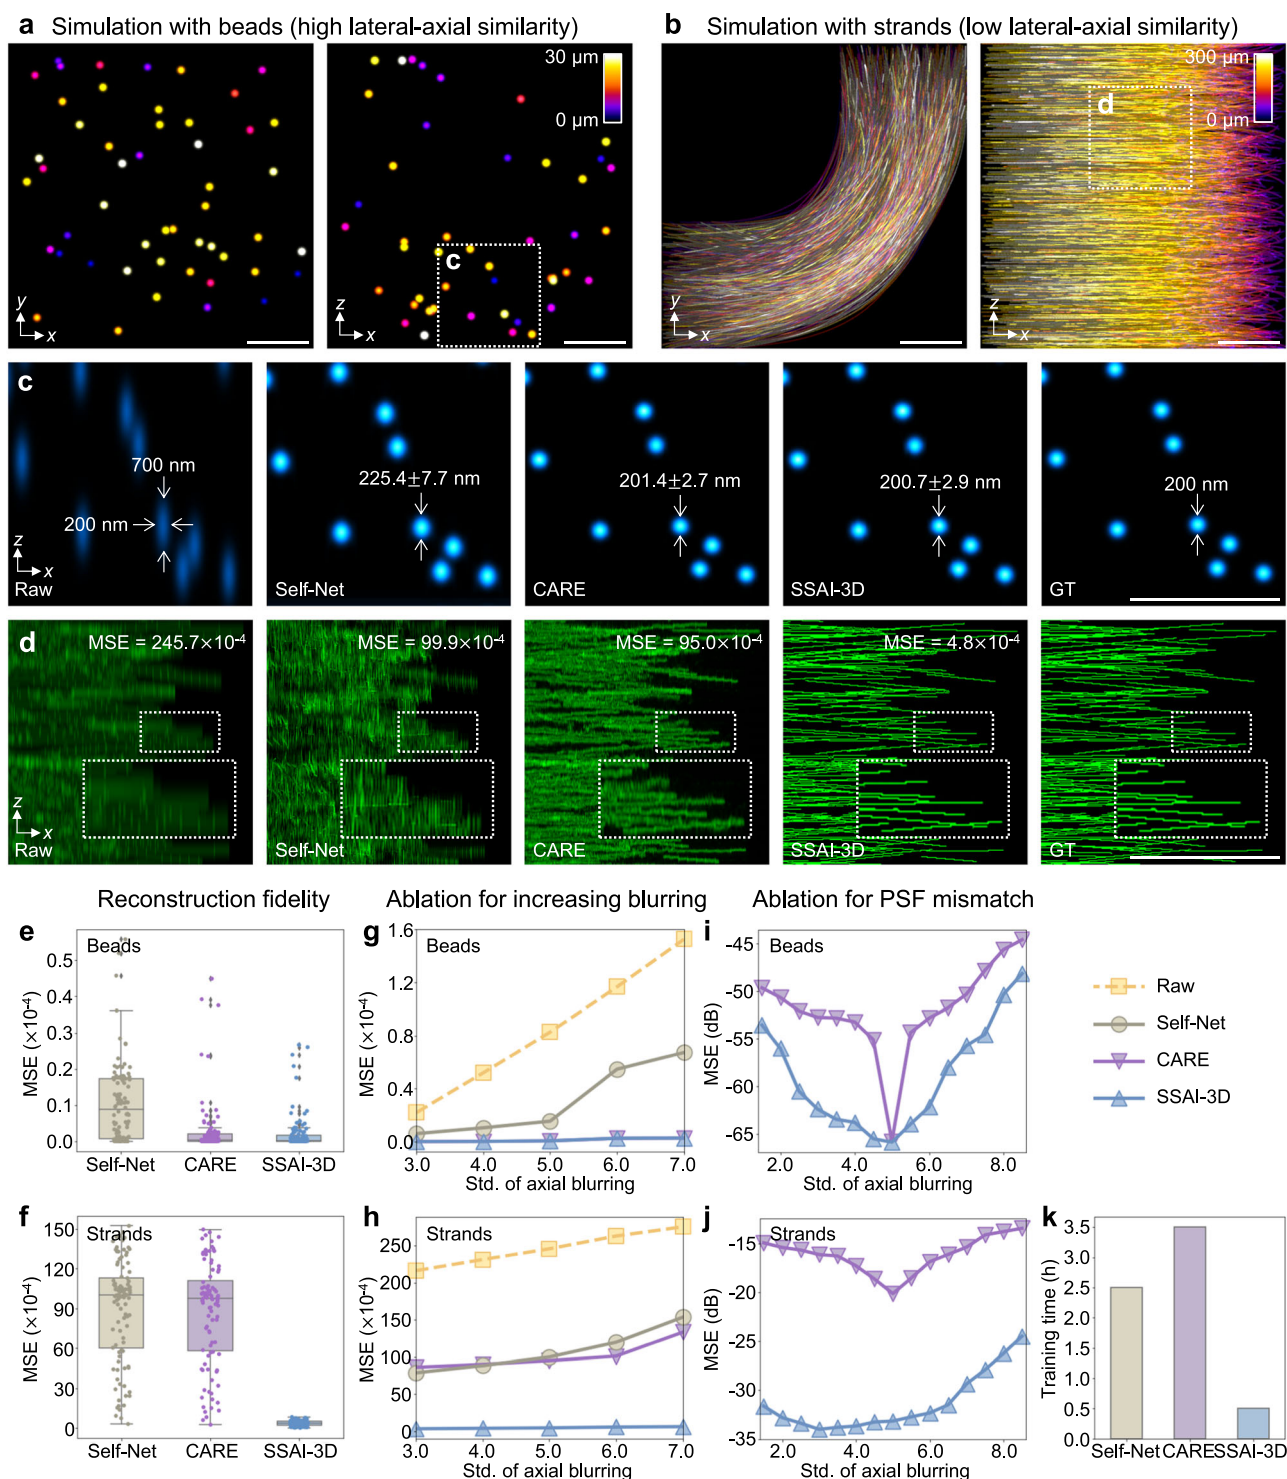 a Simulation with beads (high lateral-axial similarity)
b Simulation with strands (low lateral-axial similarity)
30 µm
0 µm
c
y
x
z
x
300 µm
0 µm
d
y
x
z
x
c
700 nm
200 nm
z
x
Raw
225.4±7.7 nm
Self-Net
201.4±2.7 nm
CARE
200.7±2.9 nm
SSAI-3D
200 nm
GT
d
MSE = 245.7×10-4
z
x
Raw
MSE = 99.9×10-4
Self-Net
MSE = 95.0×10-4
CARE
MSE = 4.8×10-4
SSAI-3D
GT
Reconstruction fidelity
Ablation for increasing blurring
Ablation for PSF mismatch
e
Beads
MSE (×10-4)
0.5
0.4
0.3
0.2
0.1
0.0
Self-Net CARE SSAI-3D
g
Beads
MSE (×10-4)
1.6
1.2
0.8
0.4
0.0
3.0 4.0 5.0 6.0 7.0
Std. of axial blurring
i
Beads
MSE (dB)
-45
-50
-55
-60
-65
2.0 4.0 6.0 8.0
Std. of axial blurring
Raw
Self-Net
CARE
SSAI-3D
f
Strands
MSE (×10-4)
150
120
90
60
30
0
Self-Net CARE SSAI-3D
h
Strands
MSE (×10-4)
250
200
150
100
50
0
3.0 4.0 5.0 6.0 7.0
Std. of axial blurring
j
Strands
MSE (dB)
-15
-20
-25
-30
-35
2.0 4.0 6.0 8.0
Std. of axial blurring
k
Training time (h)
3.5
3.0
2.5
2.0
1.5
1.0
0.5
0.0
Self-Net CARE SSAI-3D